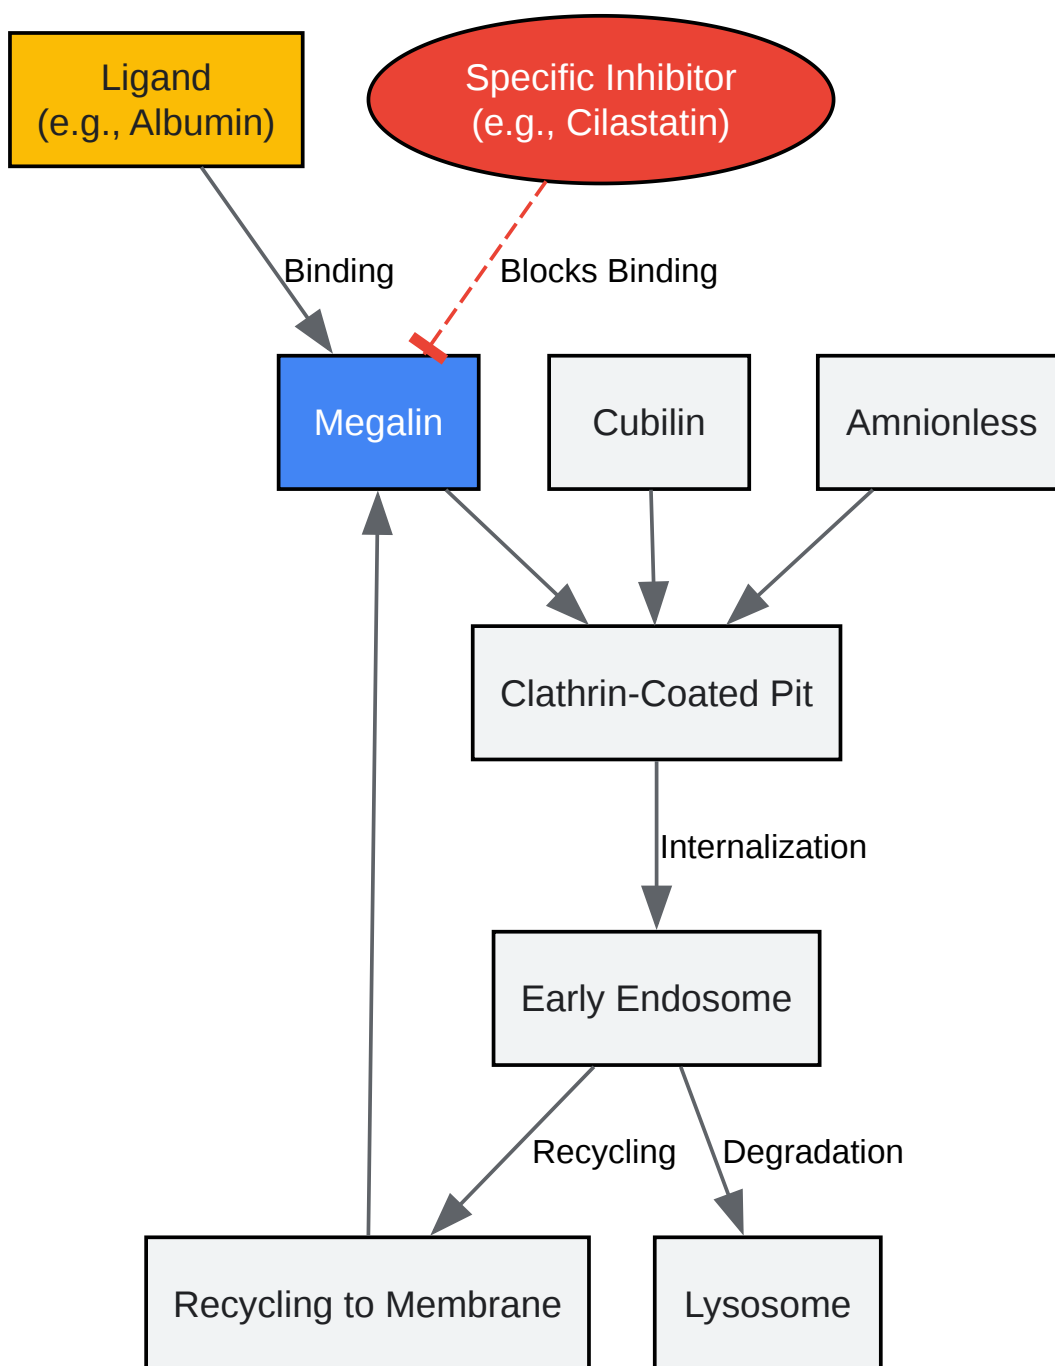 Ligand
(e.g., Albumin)
Specific Inhibitor
(e.g., Cilastatin)
Binding
Blocks Binding
Megalin
Cubilin
Amnionless
Clathrin-Coated Pit
Internalization
Early Endosome
Recycling
Degradation
Recycling to Membrane
Lysosome